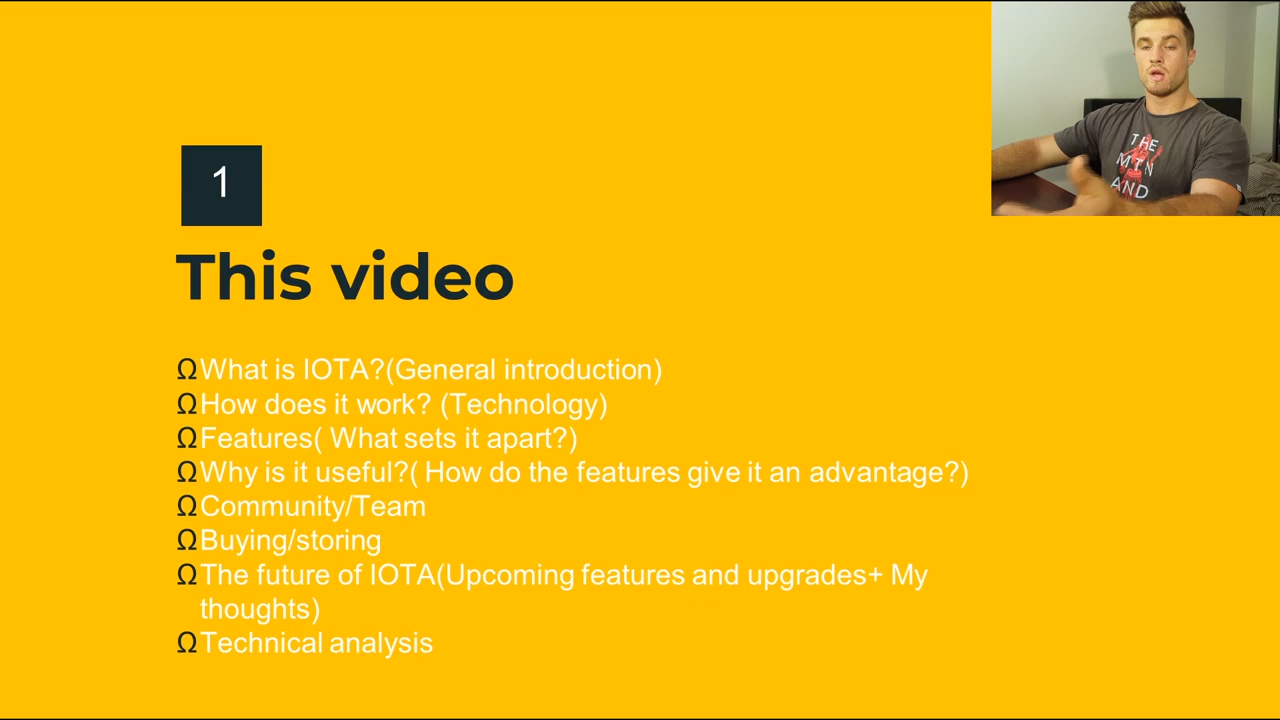 1
This video
ΩWhat is IOTA?(General introduction)
ΩHow does it work? (Technology)
ΩFeatures( What sets it apart?)
ΩWhy is it useful?( How do the features give it an advantage?)
ΩCommunity/Team
ΩBuying/storing
ΩThe future of IOTA(Upcoming features and upgrades+ My
thoughts)
ΩTechnical analysis
THE
AND